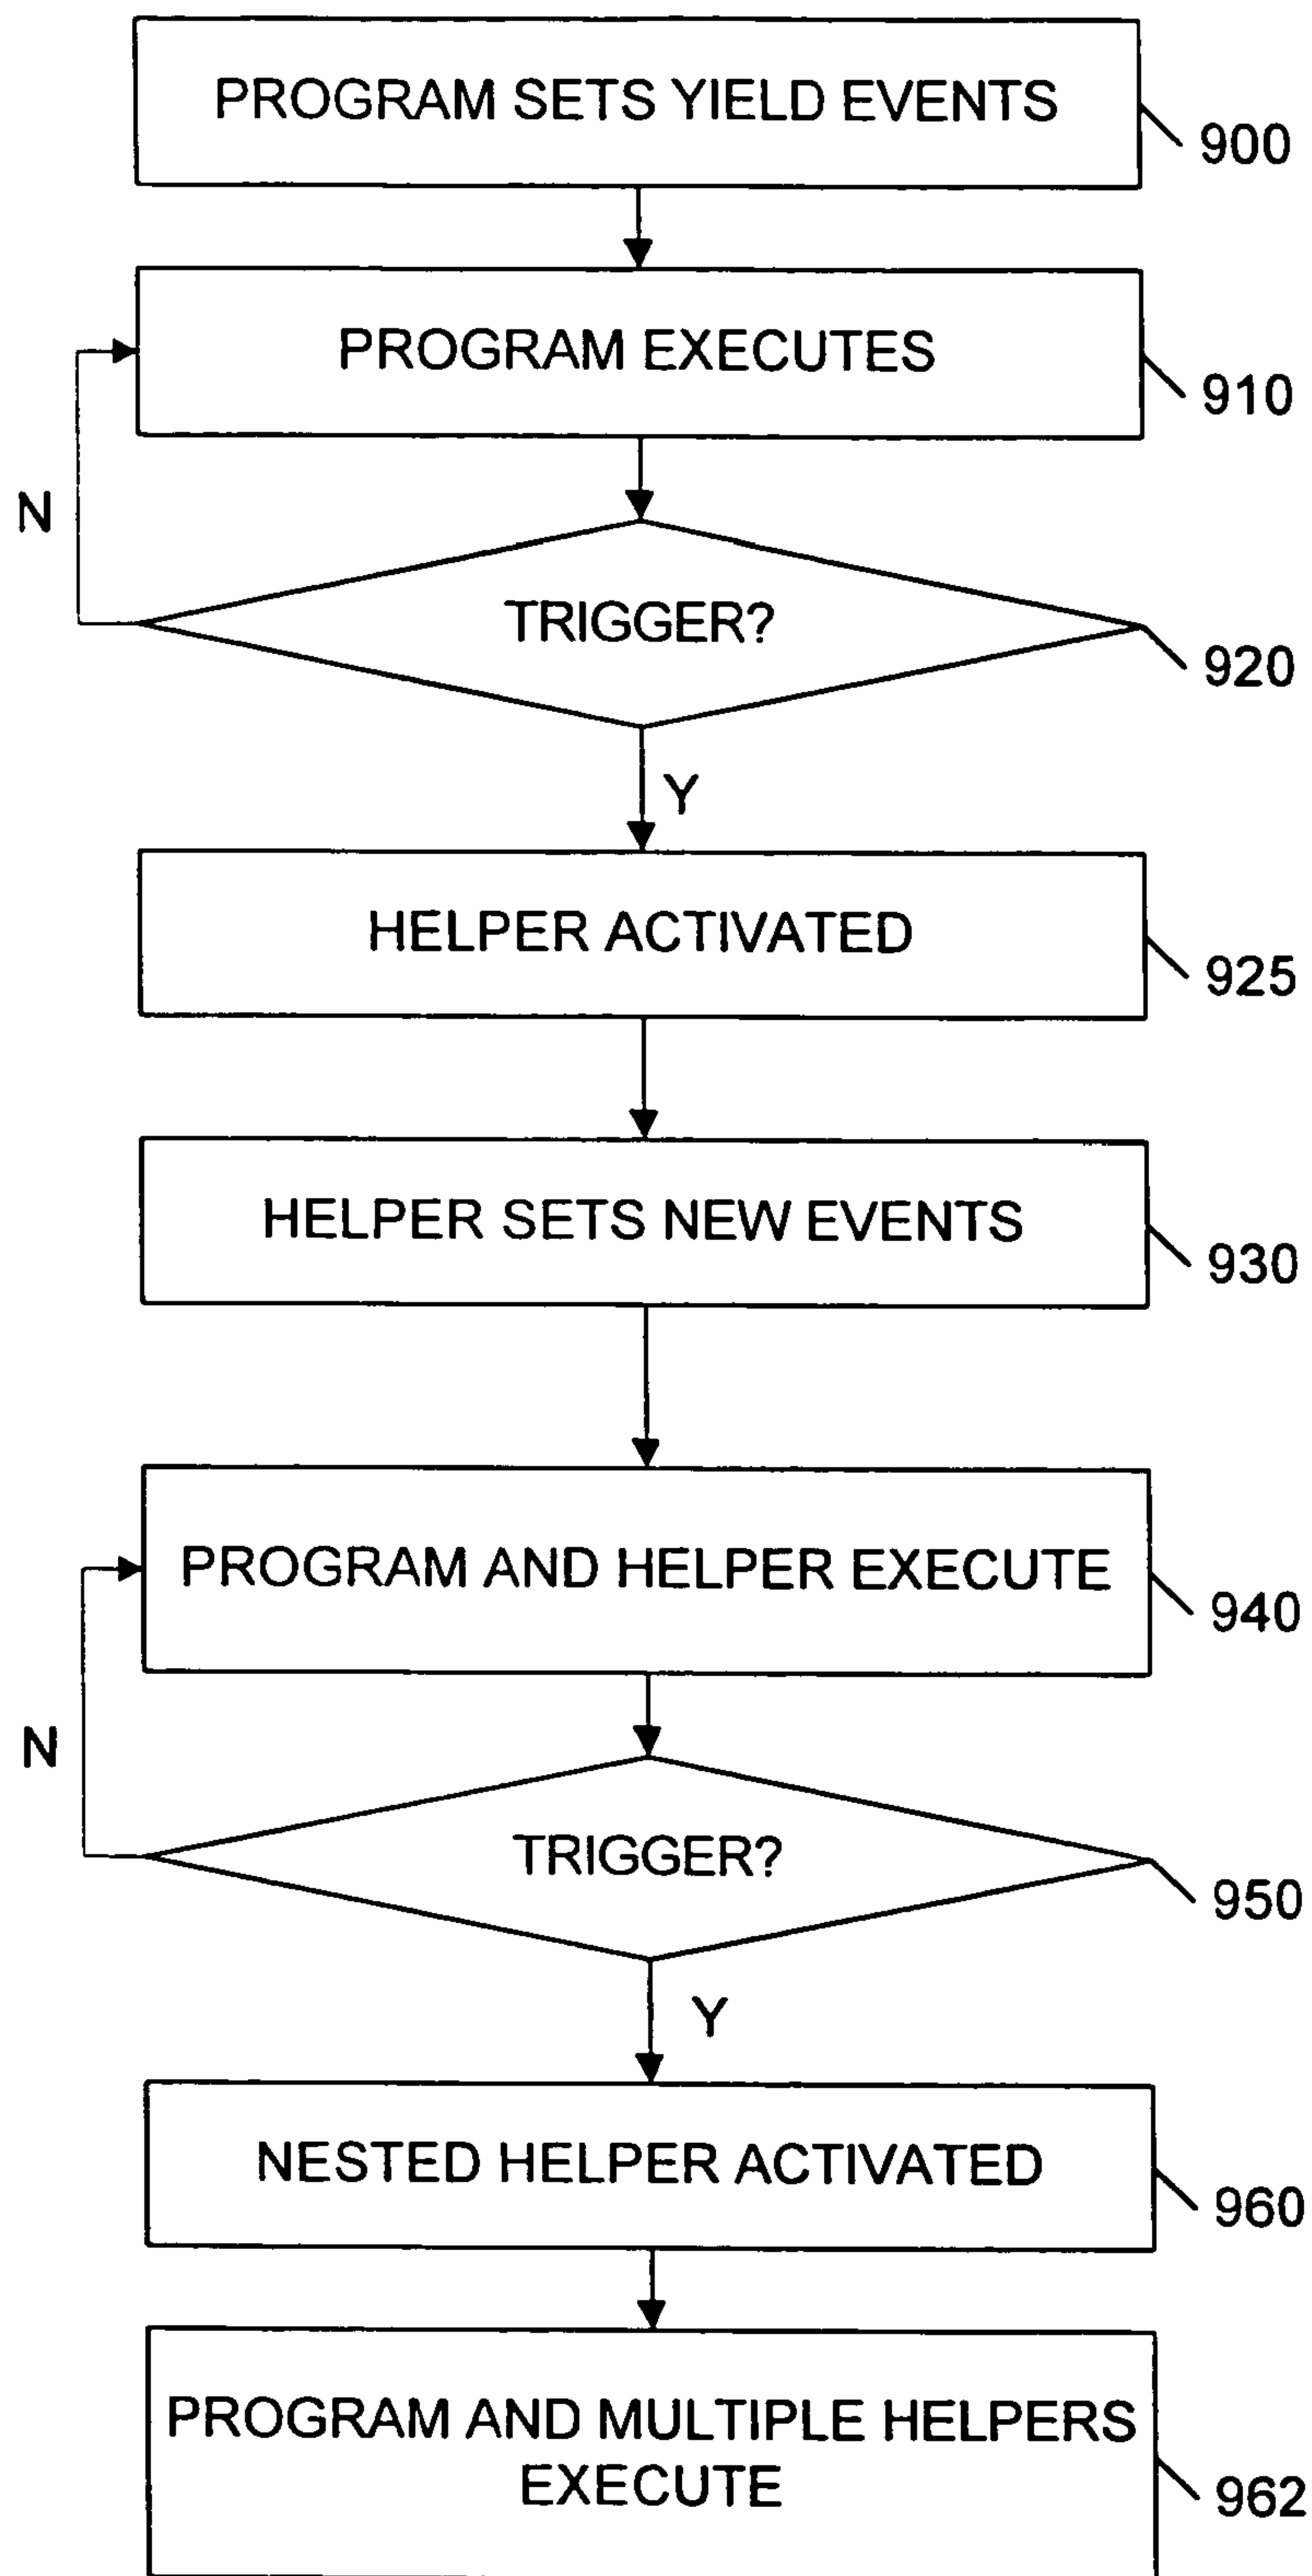 PROGRAM SETS YIELD EVENTS
900
PROGRAM EXECUTES
910
N
TRIGGER?
920
Y
HELPER ACTIVATED
925
HELPER SETS NEW EVENTS
930
PROGRAM AND HELPER EXECUTE
940
N
TRIGGER?
950
Y
NESTED HELPER ACTIVATED
960
PROGRAM AND MULTIPLE HELPERS
EXECUTE
962